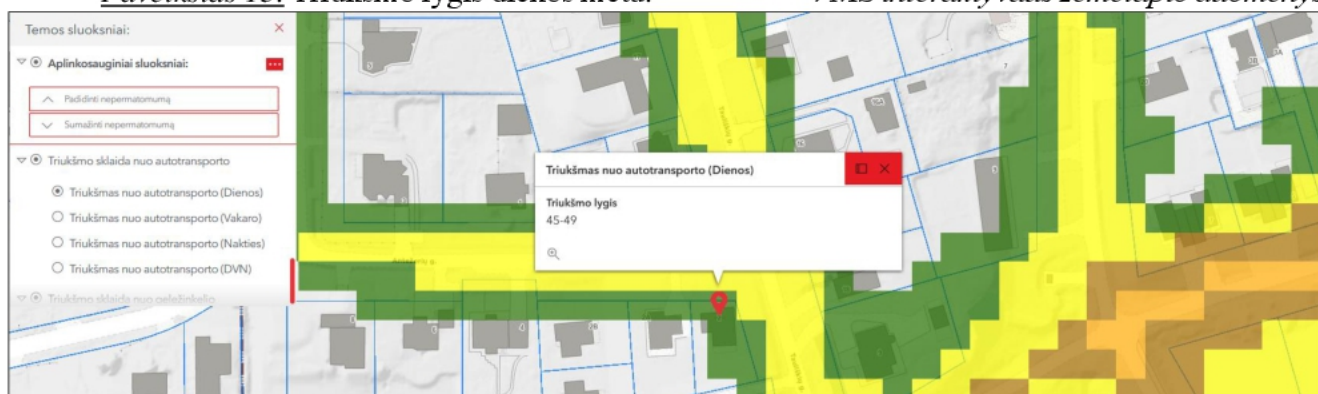 Paveikslas 15. Triukšmo lygis dienos metu.
VMS interaktyvaus žemėlapio duomenys
Temos sluoksniai:
Aplinkosauginiai sluoksniai:
Padidinti nepermatomumą
Sumažinti nepermatomumą
Triukšmo sklaida nuo autotransporto
Triukšmas nuo autotransporto (Dienos)
Triukšmas nuo autotransporto (Vakaro)
Triukšmas nuo autotransporto (Nakties)
Triukšmas nuo autotransporto (DVN)
Triukšmo sklaida nuo geležinkelio
Triukšmas nuo autotransporto (Dienos)
Triukšmo lygis
45-49